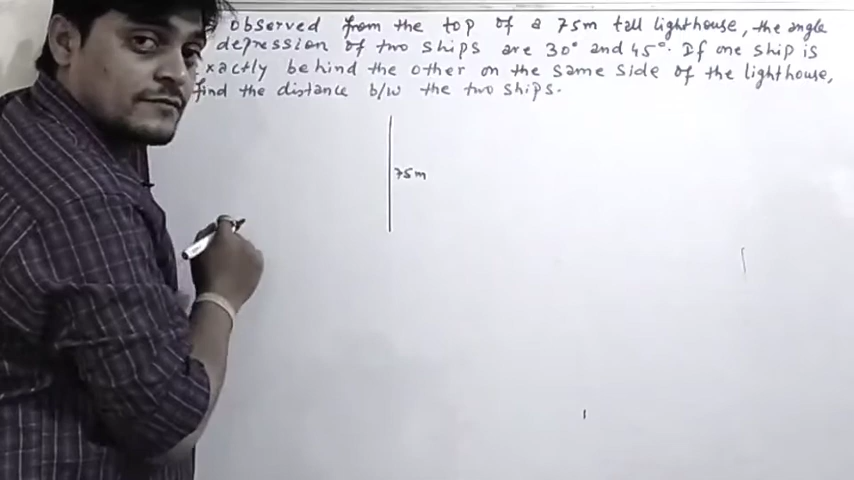 observed from the top of a 75m tall lighthouse, the angle
depression of two ships are 30° and 45°. If one ship is
xactly behind the other on the same side of the lighthouse,
find the distance b/w the two ships.
75m